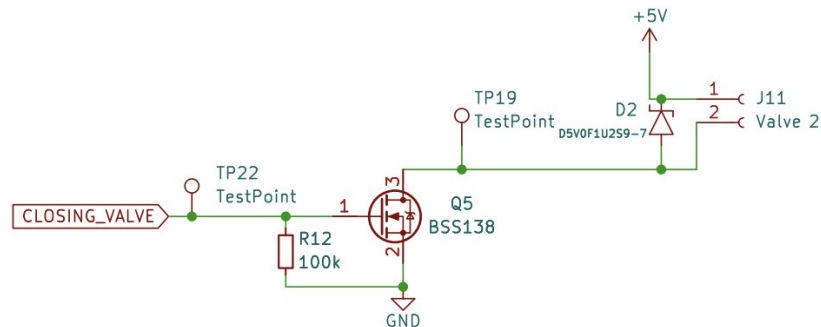 +5V
TP19
TestPoint
D2
D5V0F1U2S9-7
1
J11
2
Valve 2
TP22
TestPoint
3
CLOSING_VALVE
1
Q5
BSS138
R12
100k
2
GND